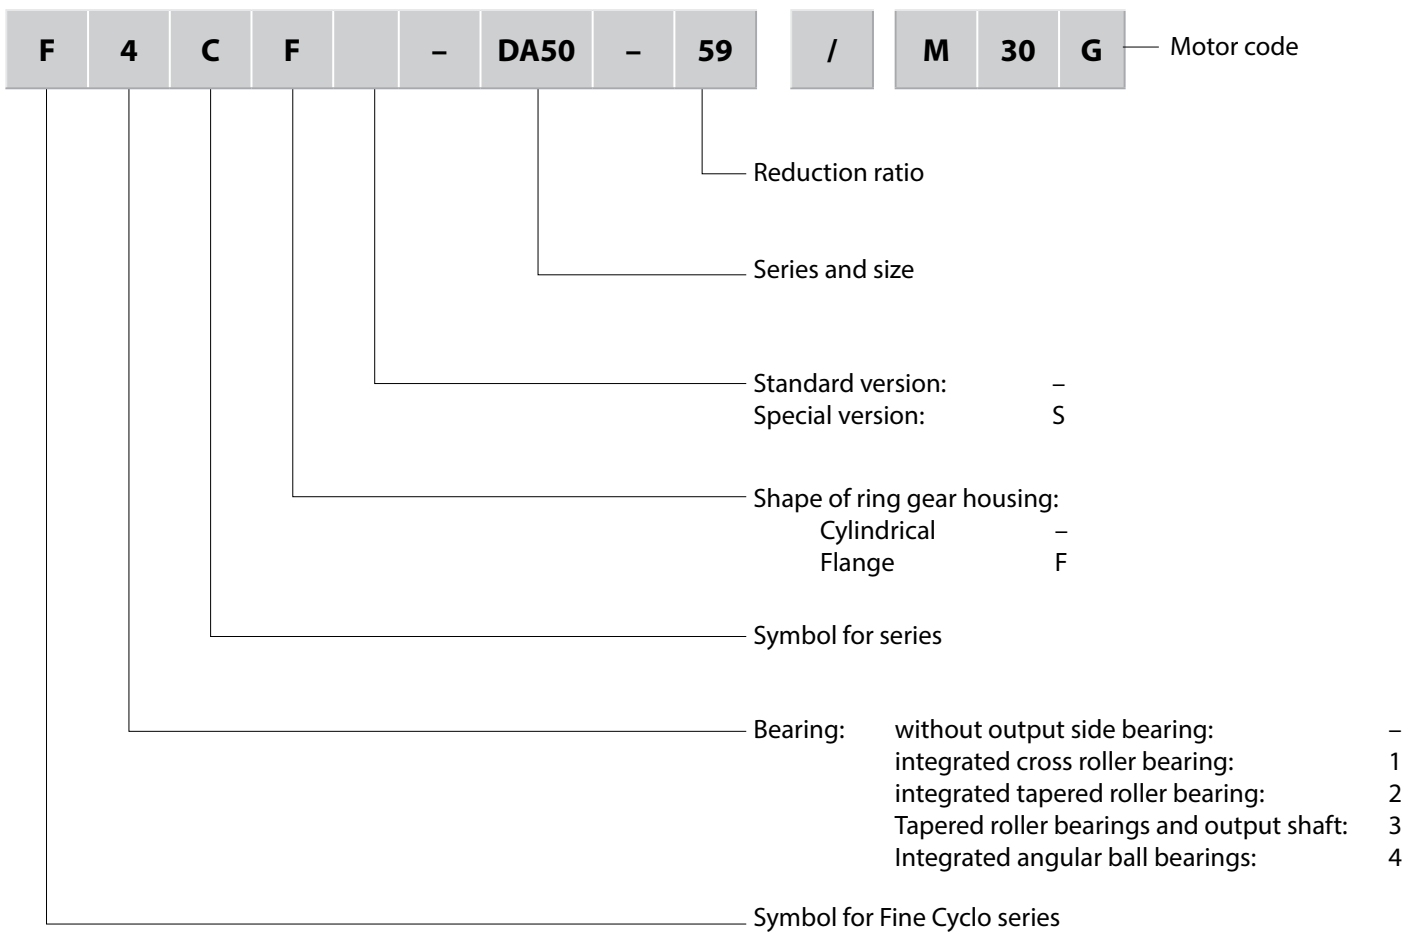 F 4 C F – DA50 – 59 / M 30 G Motor code
Reduction ratio
Series and size
Standard version: –
Special version: S
Shape of ring gear housing:
Cylindrical –
Flange F
Symbol for series
Bearing: without output side bearing: –
integrated cross roller bearing: 1
integrated tapered roller bearing: 2
Tapered roller bearings and output shaft: 3
Integrated angular ball bearings: 4
Symbol for Fine Cyclo series